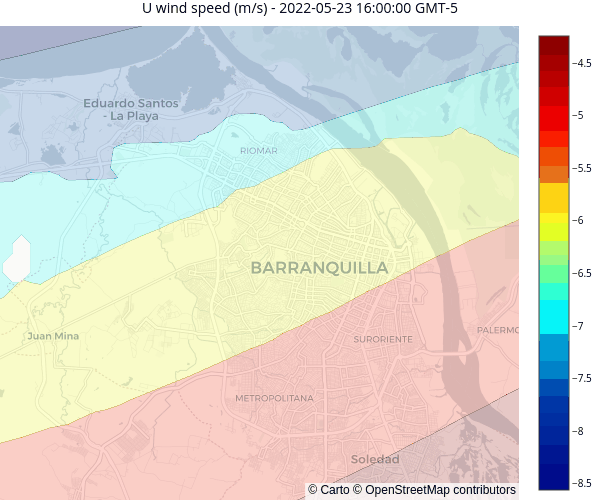 U wind speed (m/s) - 2022-05-23 16:00:00 GMT-5
−4.5
Eduardo Santos
- La Playa
−5
RIOMAR
−5.5
−6
BARRANQUILLA
−6.5
−7
Juan Mina
SURORIENTE
PALERMO
−7.5
METROPOLITANA
−8
Soledad
−8.5
© Carto © OpenStreetMap contributors